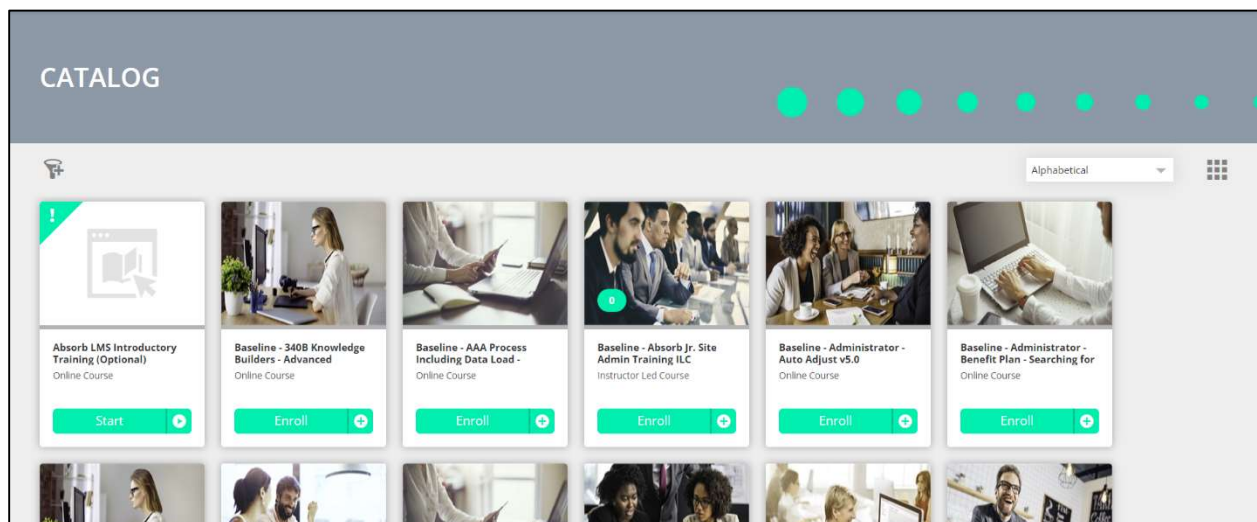 CATALOG
Alphabetical
!
0
Absorb LMS Introductory
Training (Optional)
Online Course
Start
Baseline - 340B Knowledge
Builders - Advanced
Online Course
Enroll
Baseline - AAA Process
Including Data Load -
Online Course
Enroll
Baseline - Absorb Jr. Site
Admin Training ILC
Instructor Led Course
Enroll
Baseline - Administrator -
Auto Adjust v5.0
Online Course
Enroll
Baseline - Administrator -
Benefit Plan - Searching for
Online Course
Enroll